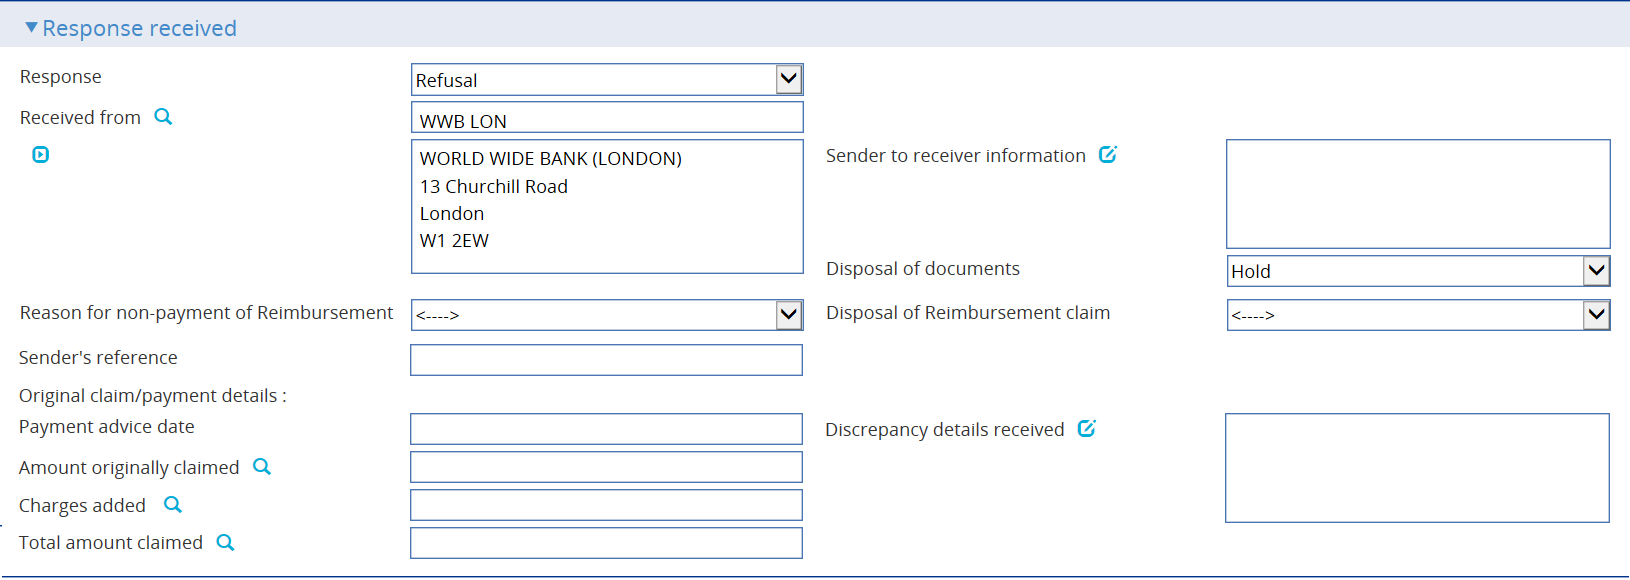 Response received
Response
Refusal
Received from
WWB LON
WORLD WIDE BANK (LONDON)
13 Churchill Road
London
W1 2EW
Sender to receiver information
Disposal of documents
Hold
Reason for non-payment of Reimbursement
<---->
Disposal of Reimbursement claim
<---->
Sender's reference
Original claim/payment details :
Payment advice date
Discrepancy details received
Amount originally claimed
Charges added
Total amount claimed